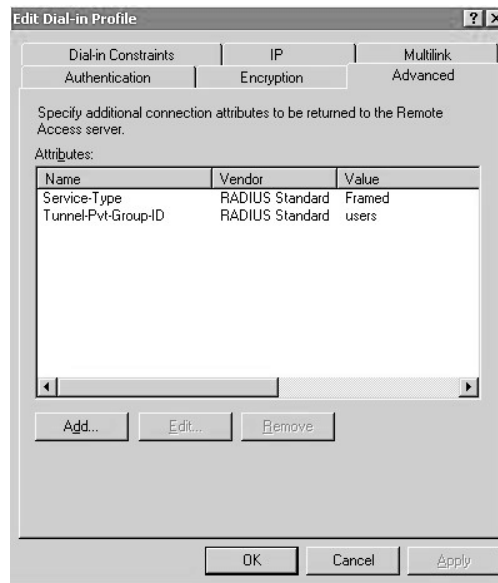 Edit Dial-in Profile
Dial-in Constraints IP Multilink
Authentication Encryption Advanced
Specify additional connection attributes to be returned to the Remote
Access server.
Attributes:
Name Vendor Value
Service-Type RADIUS Standard Framed
Tunnel-Pvt-Group-ID RADIUS Standard users
Add... Edit... Remove
OK Cancel Apply